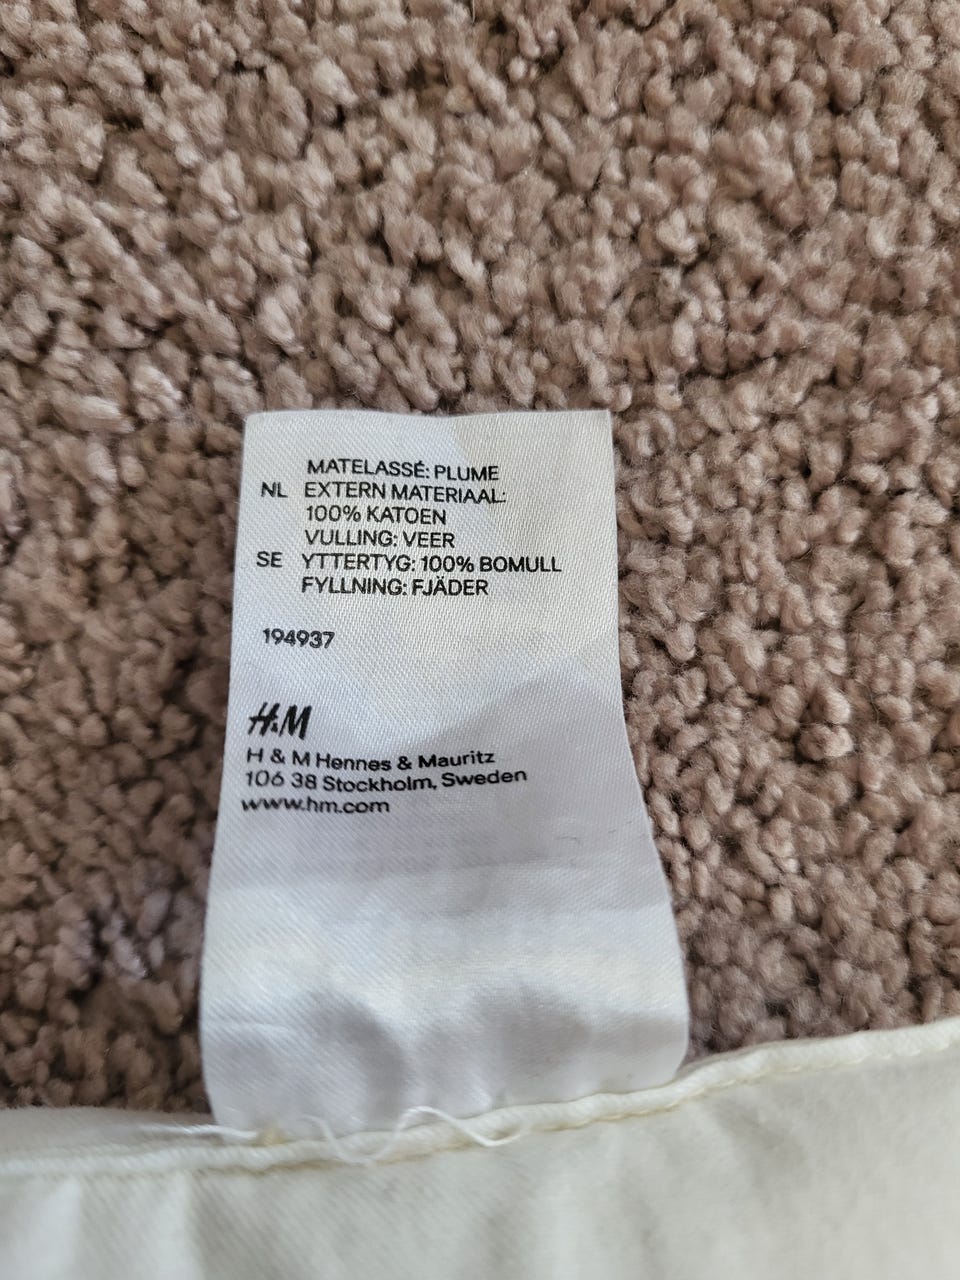 MATELASSÉ: PLUME
NL EXTERN MATERIAAL:
100% KATOEN
VULLING: VEER
SE YTTERTYG: 100% BOMULL
FYLLNING: FJÄDER
194937
H&M
H & M Hennes & Mauritz
106 38 Stockholm, Sweden
www.hm.com